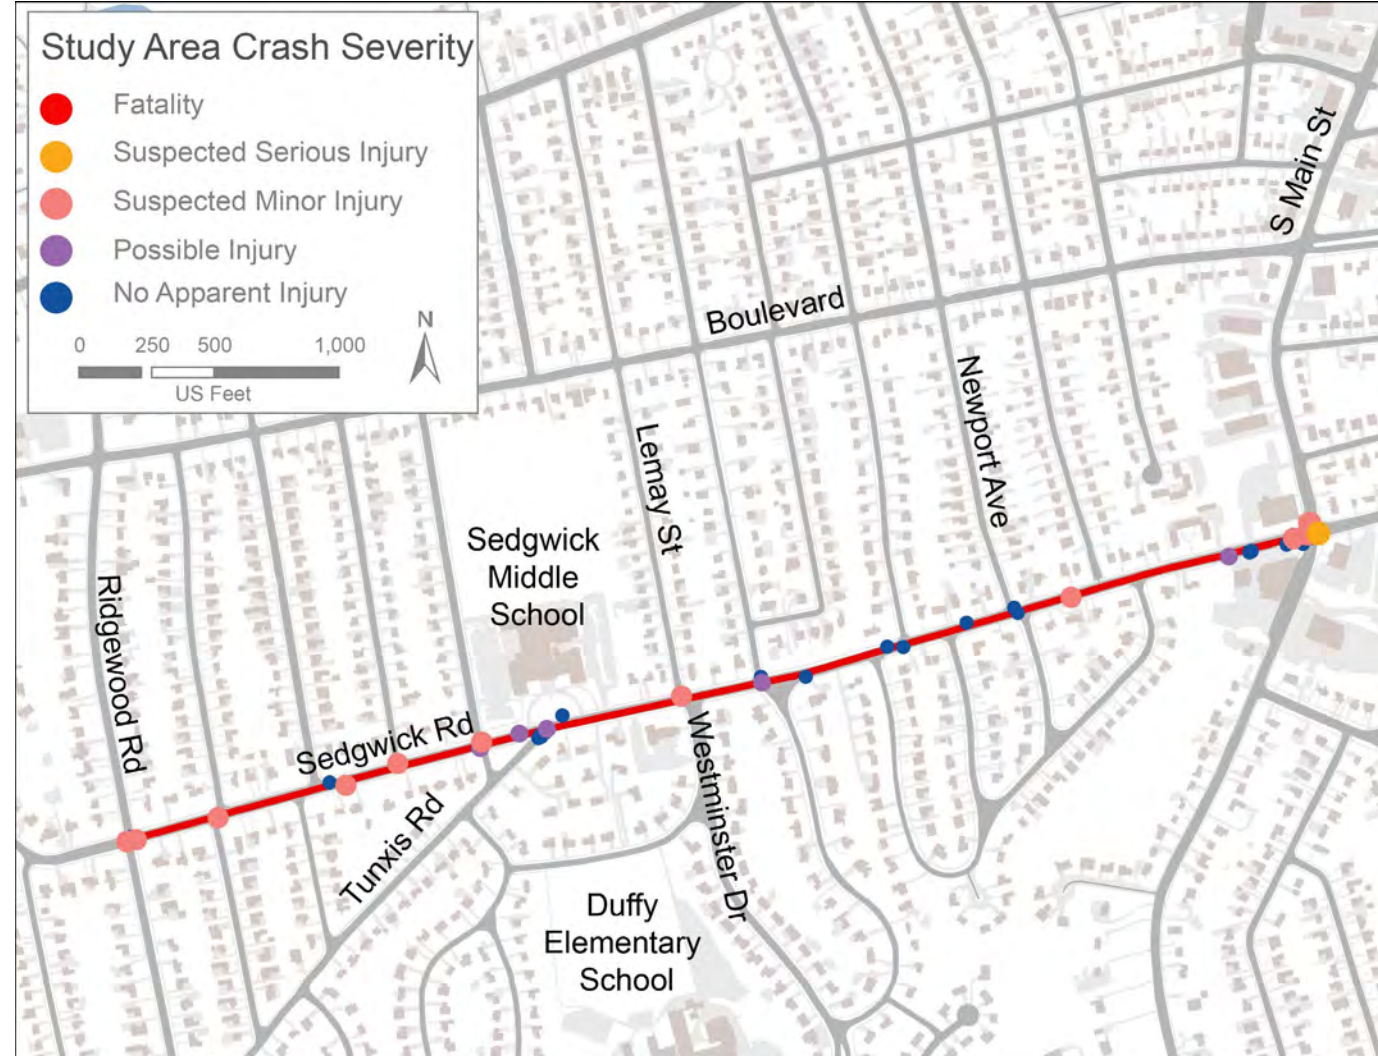 Study Area Crash Severity
Fatality
Suspected Serious Injury
Suspected Minor Injury
Possible Injury
No Apparent Injury
N
0 250 500 1,000
US Feet
S Main St
Boulevard
Newport Ave
Lemay St
Sedgwick
Middle
School
Ridgewood Rd
Sedgwick Rd
Tunxis Rd
Westminster Dr
Duffy
Elementary
School